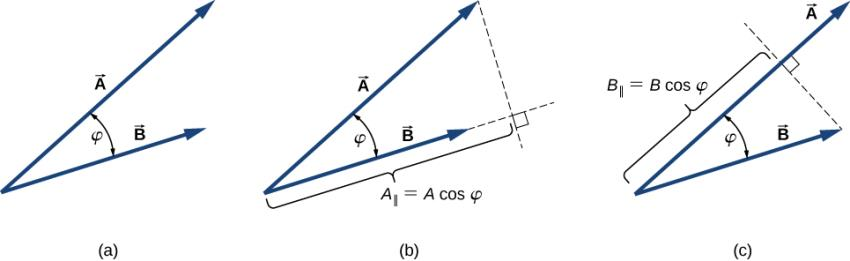 A⃗
B⃗
φ
(a)
A⃗
B⃗
φ
A∥ = A cos φ
(b)
A⃗
B∥ = B cos φ
B⃗
φ
(c)